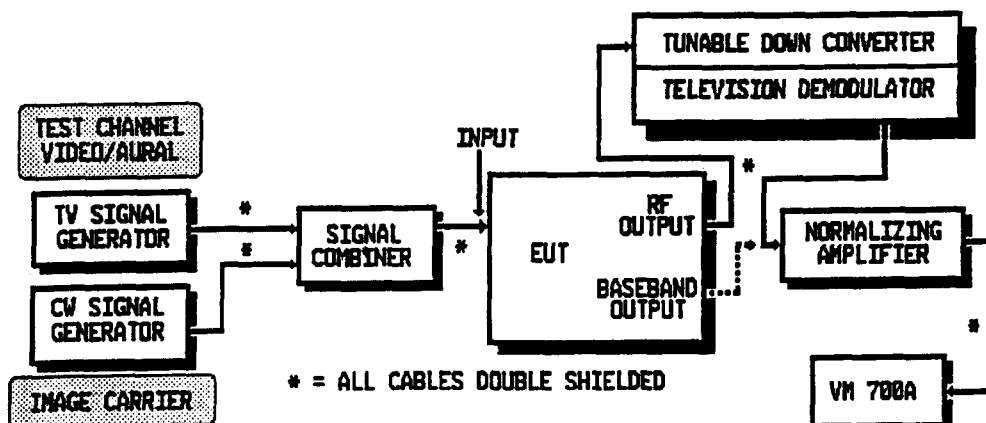 TUNABLE DOWN CONVERTER
TELEVISION DEMODULATOR
TEST CHANNEL
VIDEO/AURAL
INPUT
*
TV SIGNAL
GENERATOR
*
*
SIGNAL
COMBINER
*
EUT
RF
OUTPUT
BASEBAND
OUTPUT
NORMALIZING
AMPLIFIER
CW SIGNAL
GENERATOR
*
* = ALL CABLES DOUBLE SHIELDED
IMAGE CARRIER
VM 700A